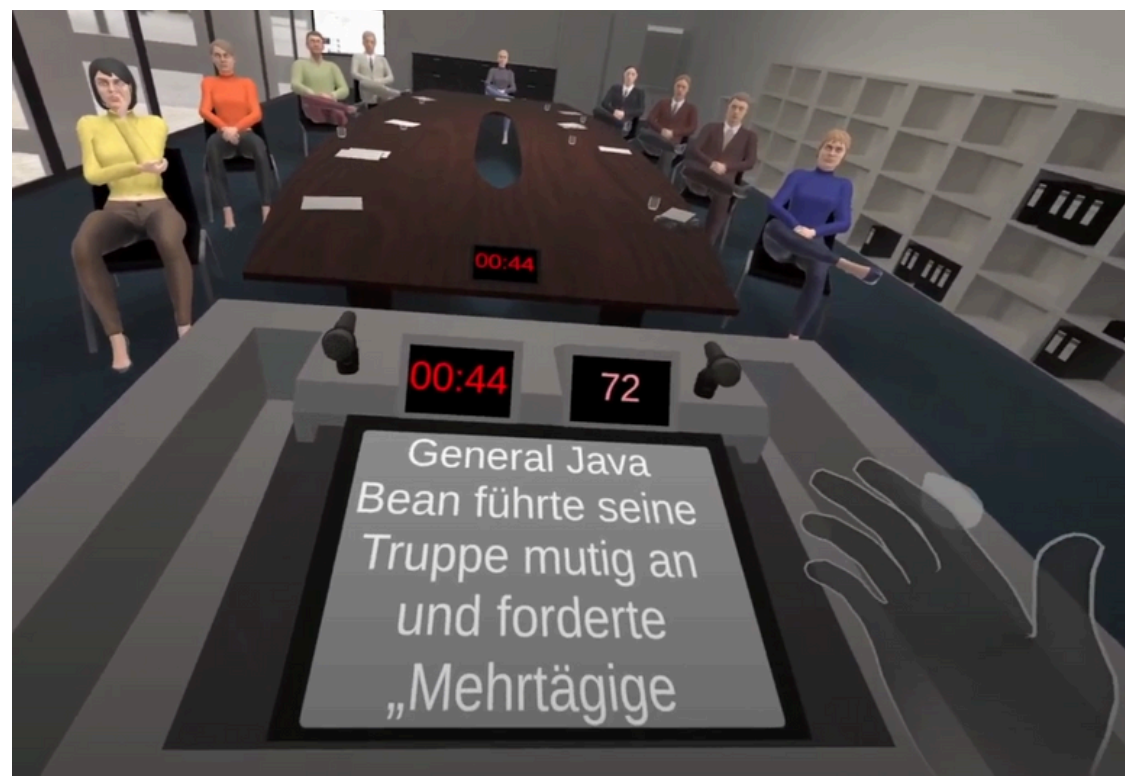 00:44
00:44
72
General Java
Bean führte seine
Truppe mutig an
und forderte
„Mehrtägige